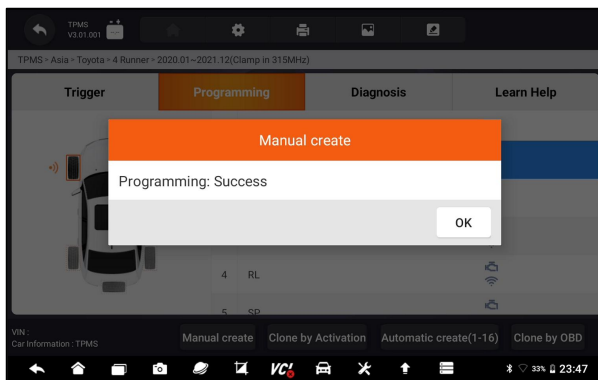 TPMS
V3.01.001
TPMS > Asia > Toyota > 4 Runner > 2020.01~2021.12(Clamp in 315MHz)
Trigger Programming Diagnosis Learn Help
Manual create
Programming: Success
OK
4 RL
5 SP
VIN :
Car Information : TPMS
Manual create Clone by Activation Automatic create(1-16) Clone by OBD
VCI 33% 23:47